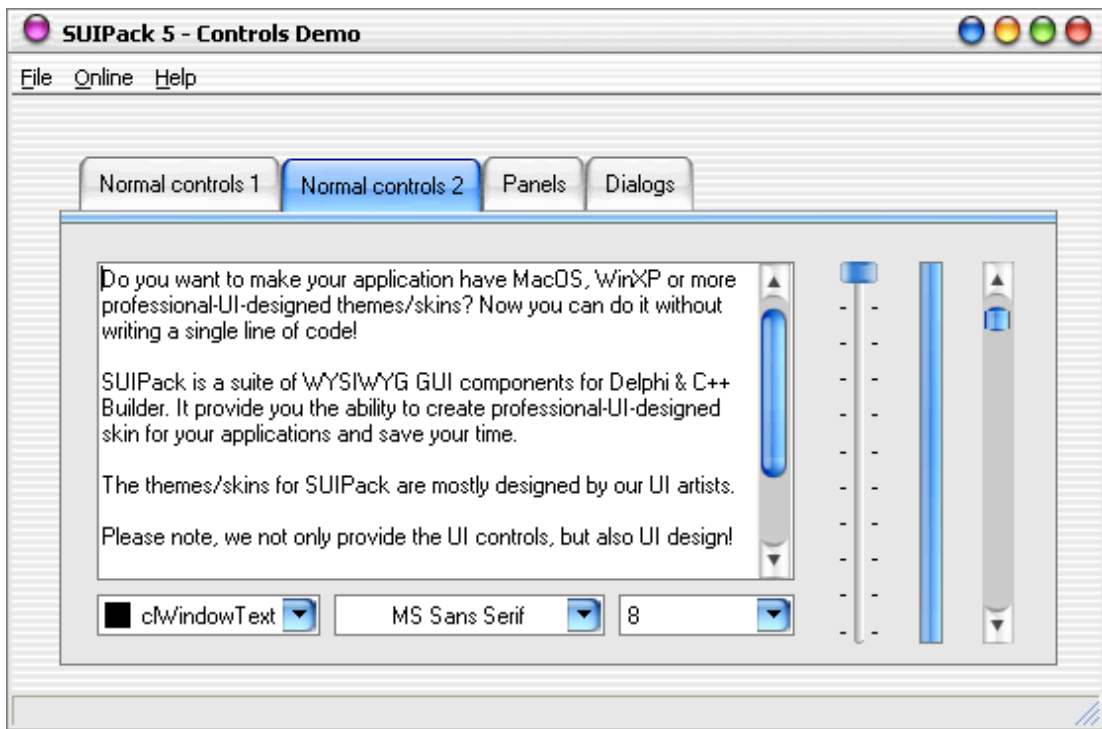 SUIPack 5 - Controls Demo
File Online Help
Normal controls 1 Normal controls 2 Panels Dialogs
Do you want to make your application have MacOS, WinXP or more
professional-UI-designed themes/skins? Now you can do it without
writing a single line of code!
SUIPack is a suite of WYSIWYG GUI components for Delphi & C++
Builder. It provide you the ability to create professional-UI-designed
skin for your applications and save your time.
The themes/skins for SUIPack are mostly designed by our UI artists.
Please note, we not only provide the UI controls, but also UI design!
clWindowText MS Sans Serif 8